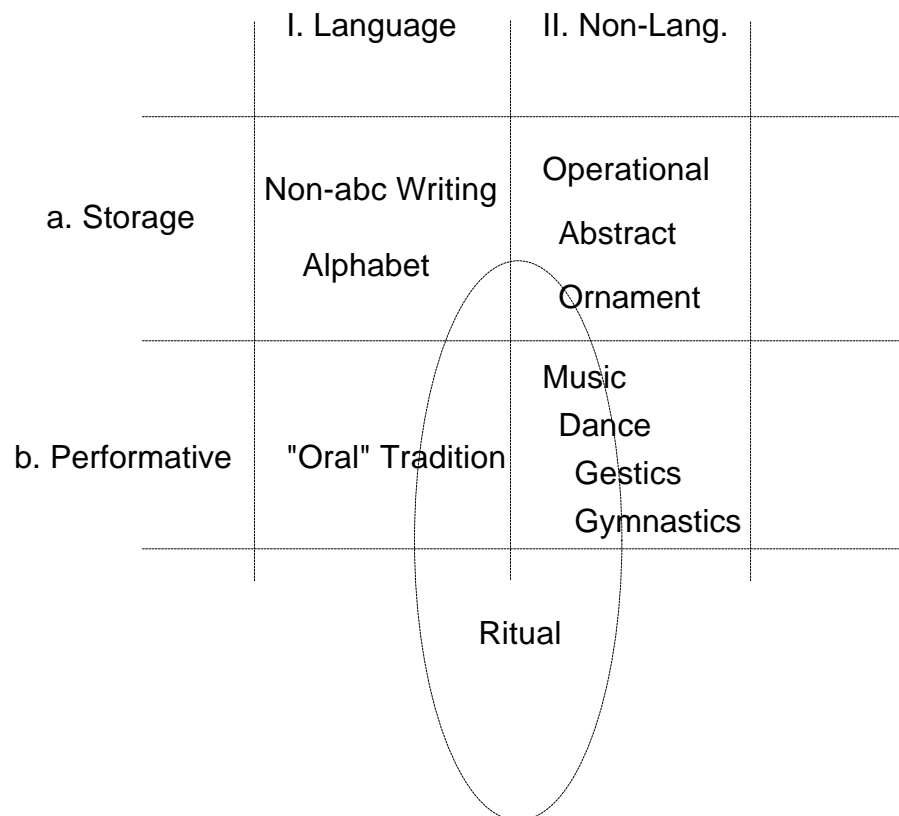 I. Language
II. Non-Lang.
a. Storage
Non-abc Writing
Alphabet
Operational
Abstract
Ornament
b. Performative
"Oral" Tradition
Music
Dance
Gestics
Gymnastics
Ritual